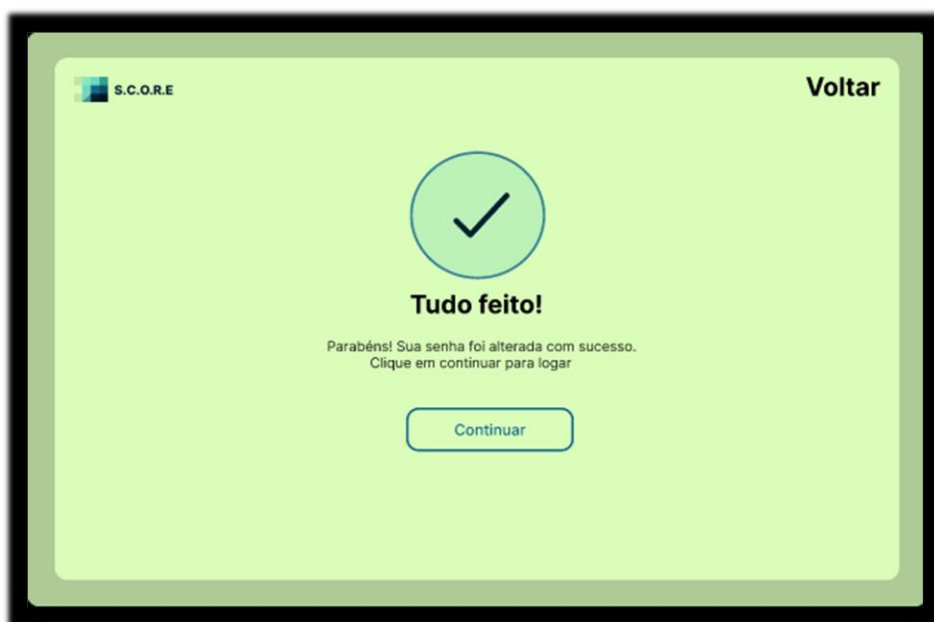 S.C.O.R.E
Voltar
Tudo feito!
Parabéns! Sua senha foi alterada com sucesso.
Clique em continuar para logar
Continuar